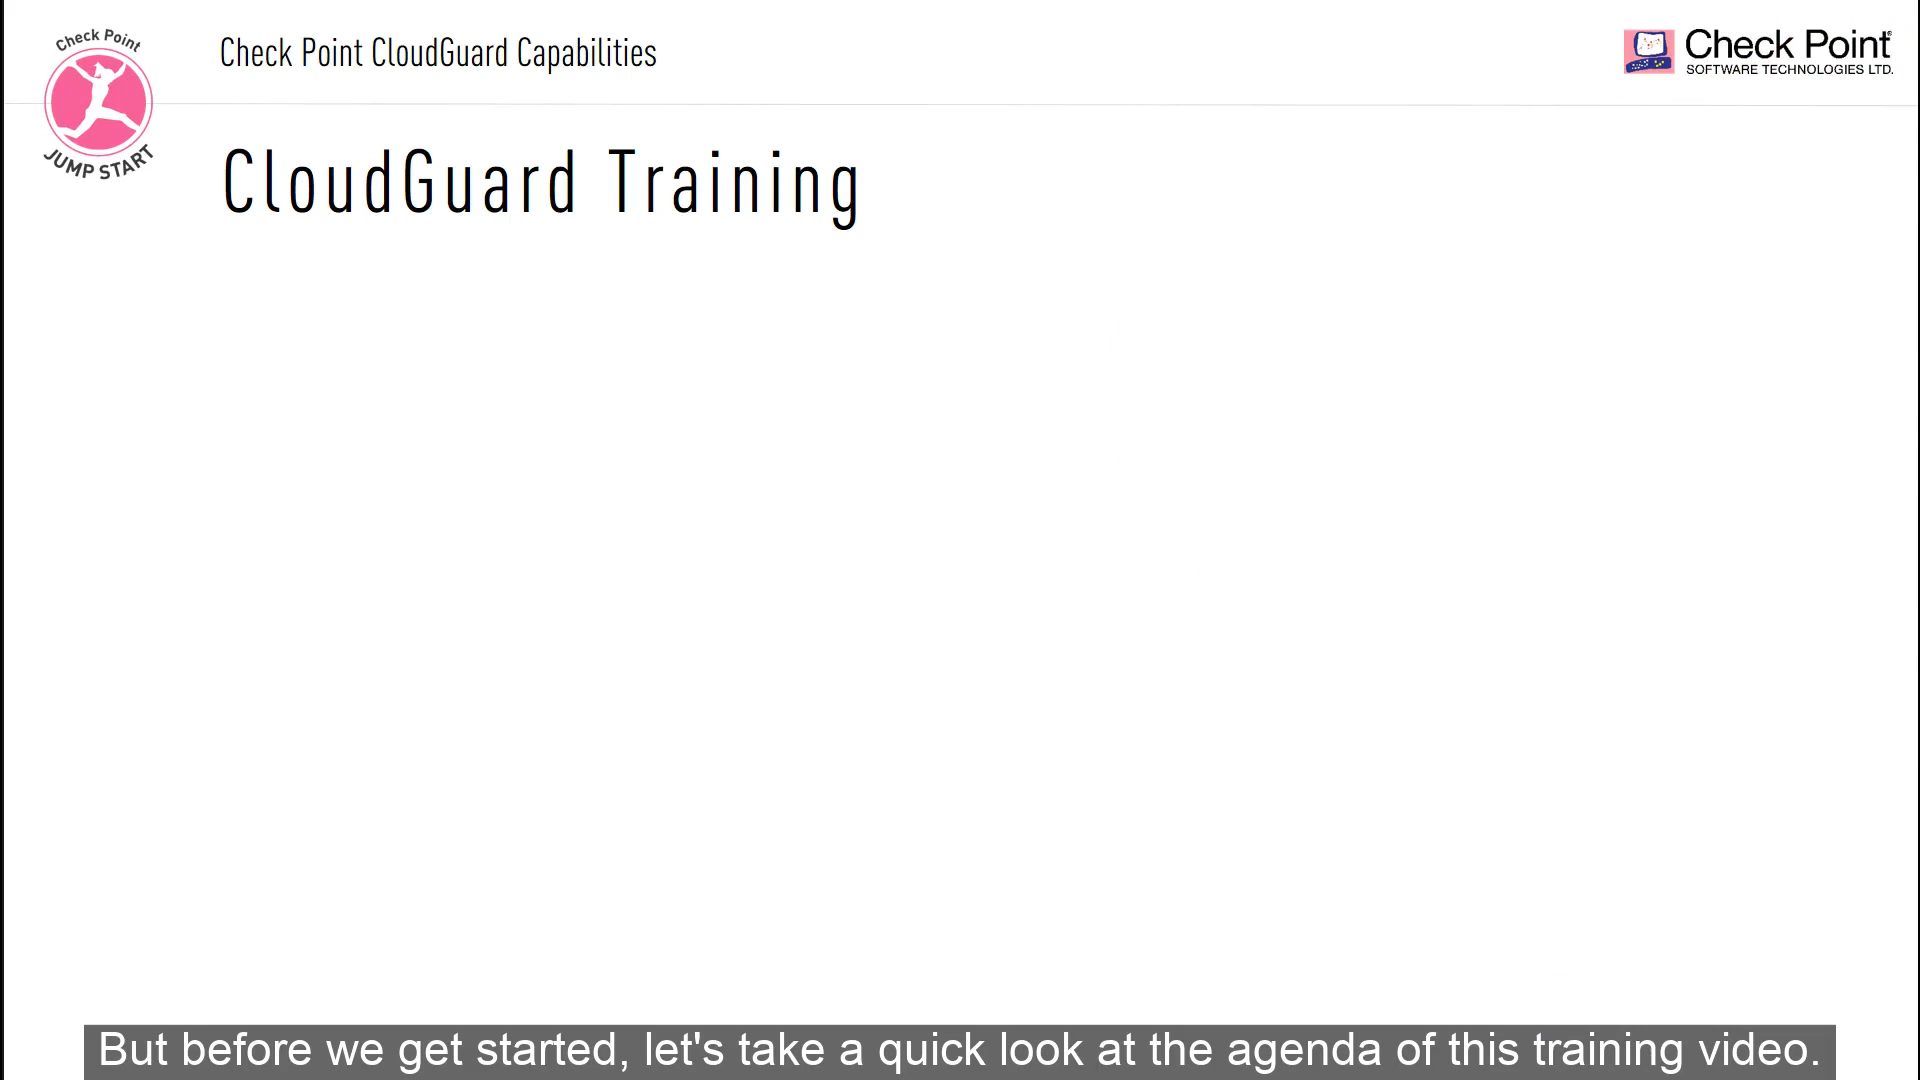 Check Point
JUMP START
Check Point CloudGuard Capabilities
Check Point®
SOFTWARE TECHNOLOGIES LTD.
CloudGuard Training
But before we get started, let's take a quick look at the agenda of this training video.